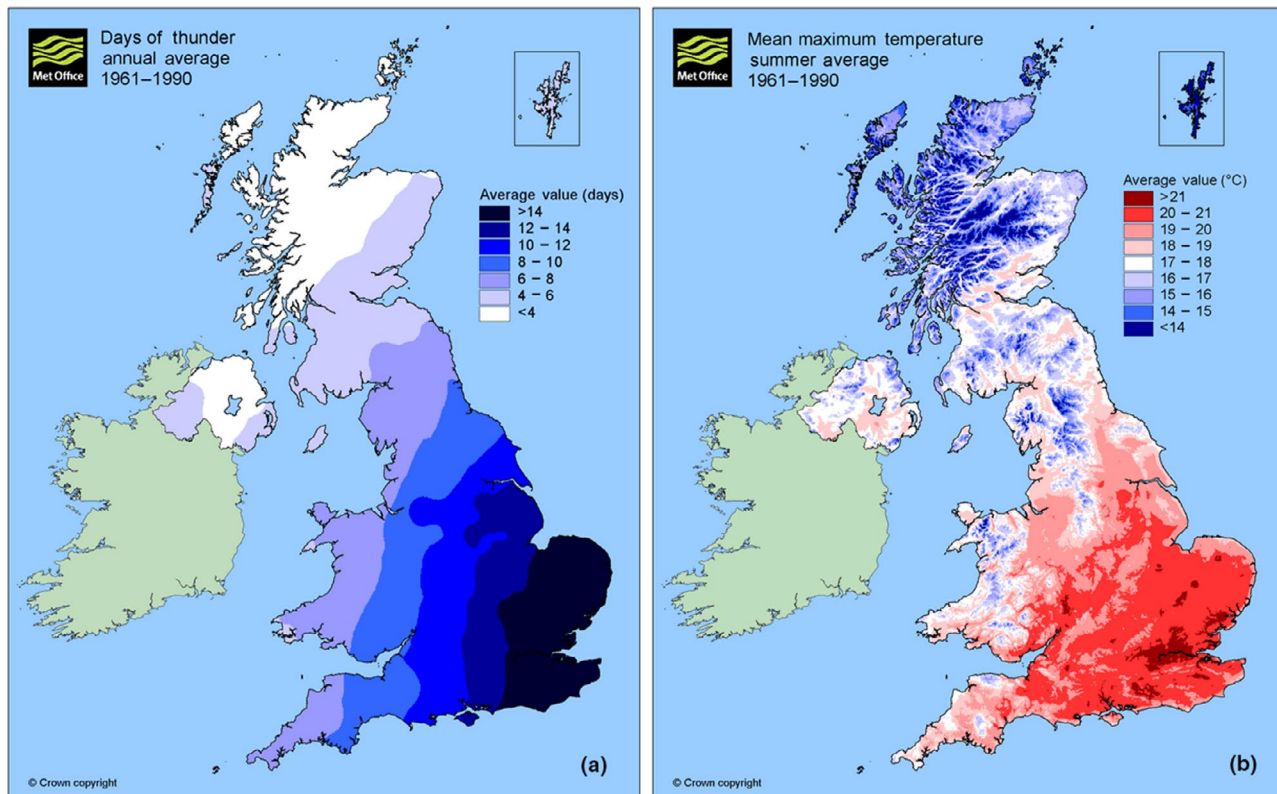 Met Office
Days of thunder
annual average
1961–1990
Average value (days)
>14
12 – 14
10 – 12
8 – 10
6 – 8
4 – 6
<4
© Crown copyright
(a)
Met Office
Mean maximum temperature
summer average
1961–1990
Average value (°C)
>21
20 – 21
19 – 20
18 – 19
17 – 18
16 – 17
15 – 16
14 – 15
<14
© Crown copyright
(b)